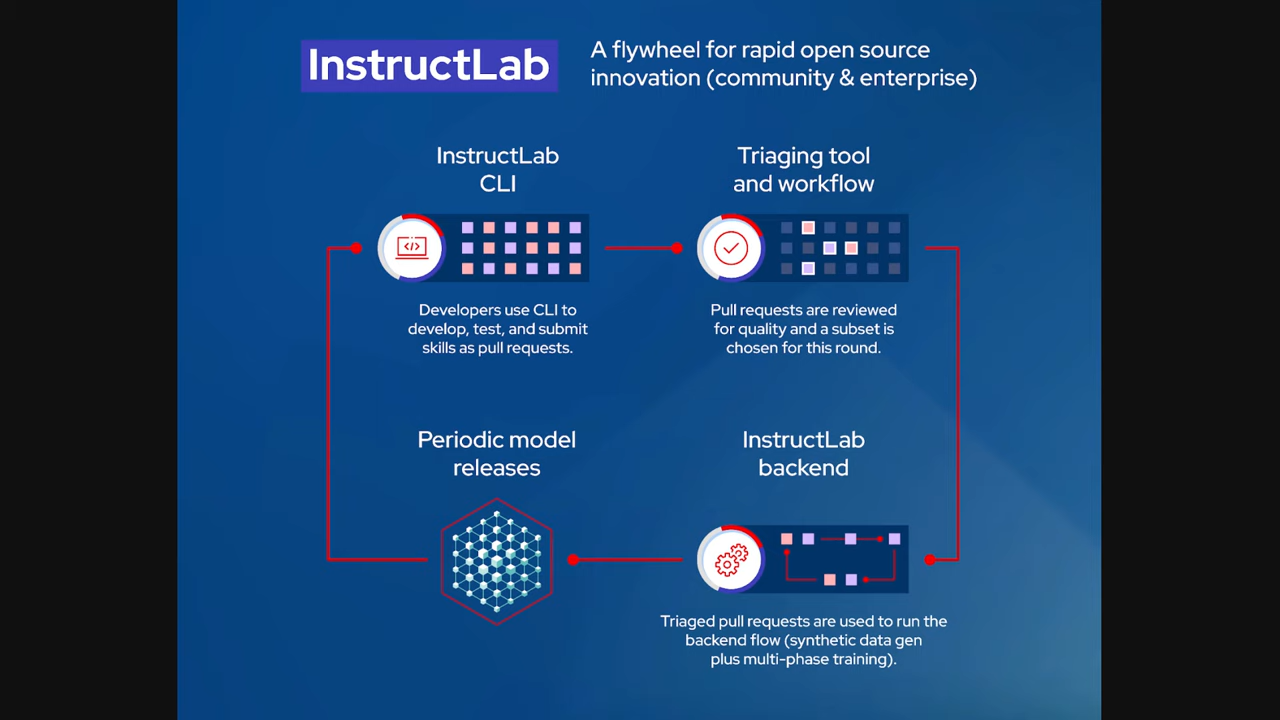 InstructLab
A flywheel for rapid open source
innovation (community & enterprise)
InstructLab
CLI
Developers use CLI to
develop, test, and submit
skills as pull requests.
Triaging tool
and workflow
Pull requests are reviewed
for quality and a subset is
chosen for this round.
Periodic model
releases
InstructLab
backend
Triaged pull requests are used to run the
backend flow (synthetic data gen
plus multi-phase training).